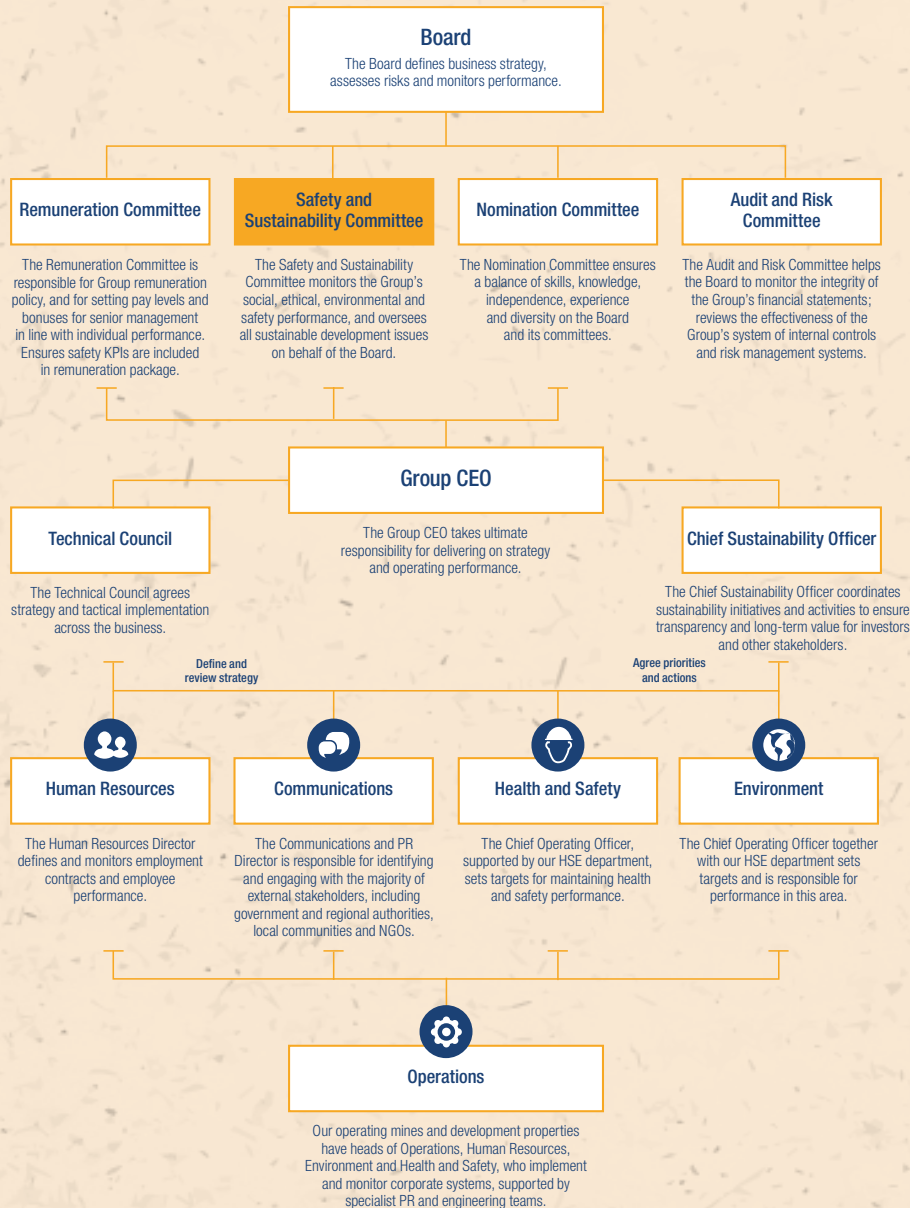 Board
The Board defines business strategy,
assesses risks and monitors performance.
Remuneration Committee
The Remuneration Committee is
responsible for Group remuneration
policy, and for setting pay levels and
bonuses for senior management
in line with individual performance.
Ensures safety KPIs are included
in remuneration package.
Safety and
Sustainability Committee
The Safety and Sustainability
Committee monitors the Group's
social, ethical, environmental and
safety performance, and oversees
all sustainable development issues
on behalf of the Board.
Nomination Committee
The Nomination Committee ensures
a balance of skills, knowledge,
independence, experience
and diversity on the Board
and its committees.
Audit and Risk
Committee
The Audit and Risk Committee helps
the Board to monitor the integrity of
the Group's financial statements;
reviews the effectiveness of the
Group's system of internal controls
and risk management systems.
Group CEO
The Group CEO takes ultimate
responsibility for delivering on strategy
and operating performance.
Technical Council
The Technical Council agrees
strategy and tactical implementation
across the business.
Chief Sustainability Officer
The Chief Sustainability Officer coordinates
sustainability initiatives and activities to ensure
transparency and long-term value for investors
and other stakeholders.
Define and
review strategy
Agree priorities
and actions
Human Resources
The Human Resources Director
defines and monitors employment
contracts and employee
performance.
Communications
The Communications and PR
Director is responsible for identifying
and engaging with the majority of
external stakeholders, including
government and regional authorities,
local communities and NGOs.
Health and Safety
The Chief Operating Officer,
supported by our HSE department,
sets targets for maintaining health
and safety performance.
Environment
The Chief Operating Officer together
with our HSE department sets
targets and is responsible for
performance in this area.
Operations
Our operating mines and development properties
have heads of Operations, Human Resources,
Environment and Health and Safety, who implement
and monitor corporate systems, supported by
specialist PR and engineering teams.